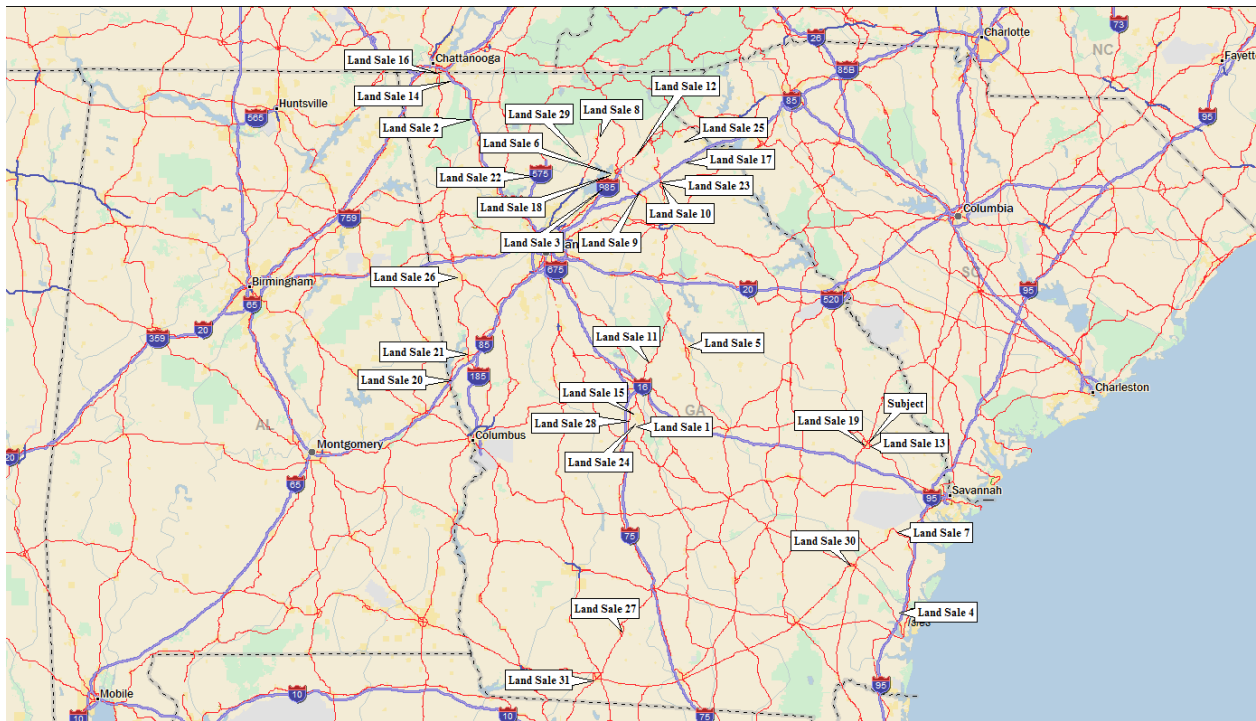 73
26
Charlotte
NC
Fayette
Land Sale 16
Chattanooga
85B
Land Sale 12
Land Sale 14
Huntsville
85
Land Sale 29
Land Sale 8
565
95
Land Sale 2
Land Sale 25
Land Sale 6
Land Sale 17
Land Sale 22
575
985
Land Sale 23
Land Sale 18
Land Sale 10
Columbia
759
Land Sale 3
Land Sale 9
675
SC
Land Sale 26
Birmingham
20
95
65
520
20
359
Land Sale 11
Land Sale 5
85
Land Sale 21
185
Land Sale 20
16
Charleston
Land Sale 15
GA
Subject
AL
Land Sale 28
Land Sale 1
Land Sale 19
Land Sale 13
Columbus
Montgomery
20
Land Sale 24
65
Savannah
95
75
Land Sale 7
Land Sale 30
Land Sale 27
Land Sale 4
Land Sale 31
95
Mobile
10
10
10
75